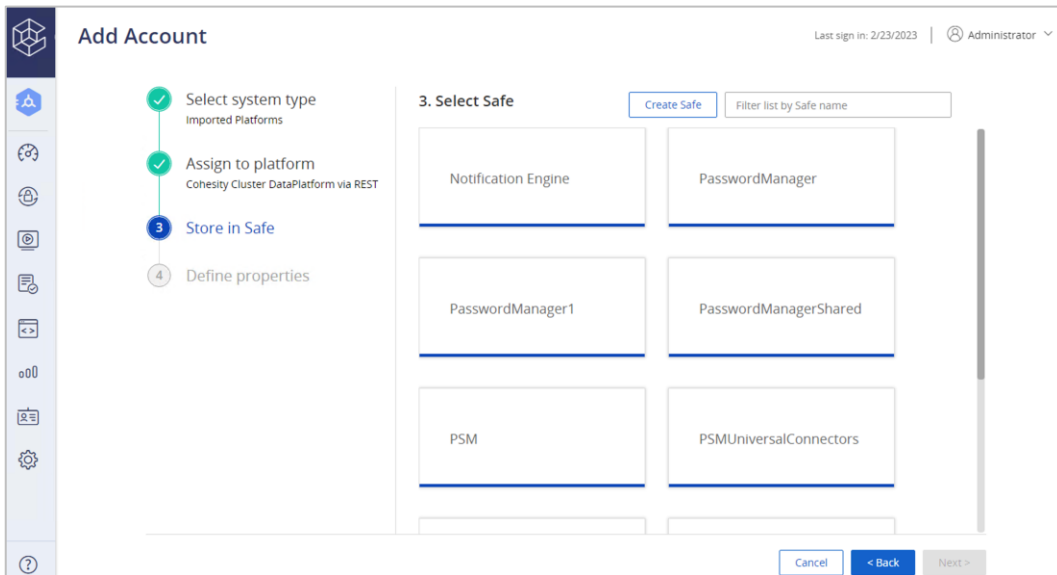 Add Account
Last sign in: 2/23/2023
Administrator
Select system type
Imported Platforms
Assign to platform
Cohesity Cluster DataPlatform via REST
3
Store in Safe
4
Define properties
3. Select Safe
Create Safe
Filter list by Safe name
Notification Engine
PasswordManager
PasswordManager1
PasswordManagerShared
PSM
PSMUniversalConnectors
Cancel
< Back
Next >
?